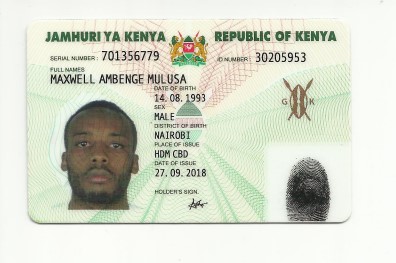 JAMHURI YA KENYA REPUBLIC OF KENYA
SERIAL NUMBER: 701356779 ID NUMBER: 30205953
FULL NAMES
MAXWELL AMBENGE MULUSA
DATE OF BIRTH
14. 08. 1993
SEX
MALE
DISTRICT OF BIRTH
NAIROBI
PLACE OF ISSUE
HDM CBD
DATE OF ISSUE
27. 09. 2018
HOLDER'S SIGN.
G K